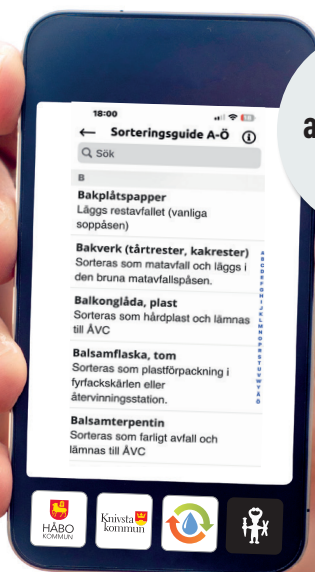 18:00
← Sorteringsguide A-Ö
Sök
B
Bakplåtspapper
Läggs restavfallet (vanliga
soppåsen)
Bakverk (tårtrester, kakrester)
Sorteras som matavfall och läggs i
den bruna matavfallspåsen.
Balkonglåda, plast
Sorteras som hårdplast och lämnas
till ÅVC
Balsamflaska, tom
Sorteras som plastförpackning i
fyrfackskärlen eller
återvinningsstation.
Balsamterpentin
Sorteras som farligt avfall och
lämnas till ÅVC
A
B
C
D
E
F
G
H
I
J
K
L
M
N
O
P
R
S
T
U
V
W
Y
Å
Ö
a
HÅBO
KOMMUN
Knivsta
kommun